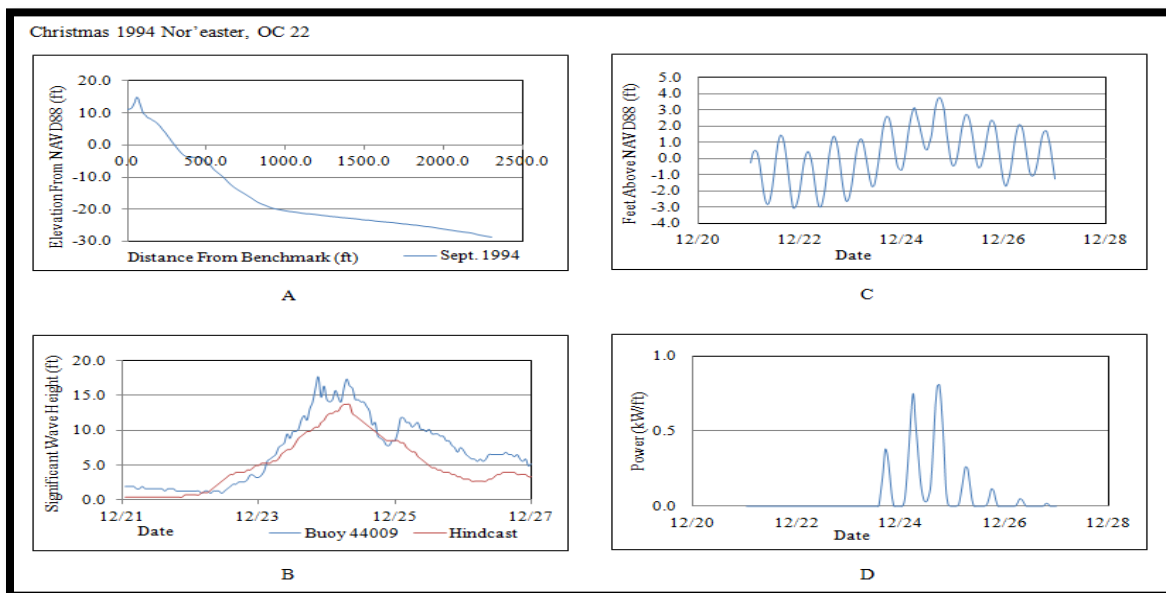 Christmas 1994 Nor'easter, OC 22
Elevation From NAVD88 (ft)
20.0
10.0
0.0
-10.0
-20.0
-30.0
0.0 500.0 1000.0 1500.0 2000.0 2500.0
Distance From Benchmark (ft)
Sept. 1994
A
Feet Above NAVD88 (ft)
5.0
4.0
3.0
2.0
1.0
0.0
-1.0
-2.0
-3.0
-4.0
12/20 12/22 12/24 12/26 12/28
Date
C
Significant Wave Height (ft)
20.0
15.0
10.0
5.0
0.0
12/21 12/23 12/25 12/27
Date
Buoy 44009 Hindcast
B
Power (kW/ft)
1.0
0.5
0.0
12/20 12/22 12/24 12/26 12/28
Date
D